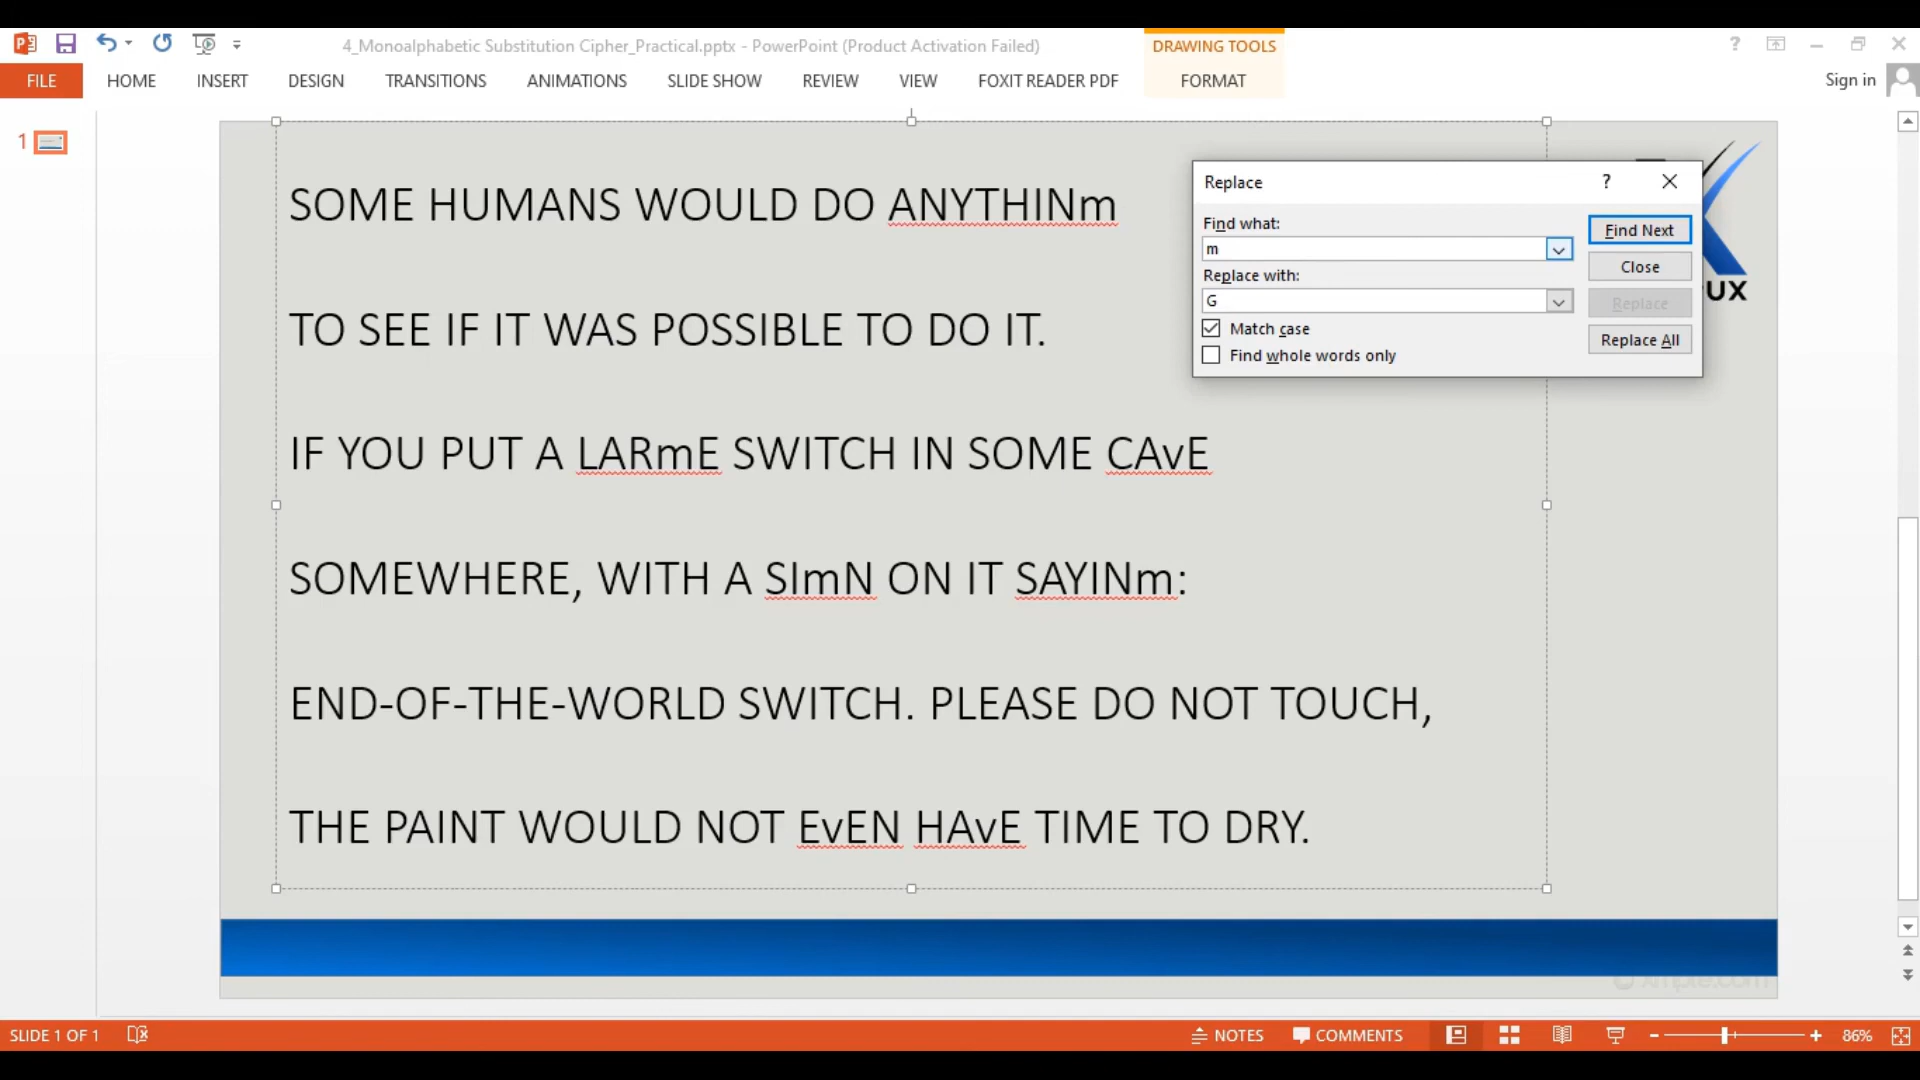 4_Monoalphabetic Substitution Cipher_Practical.pptx - PowerPoint (Product Activation Failed)
DRAWING TOOLS
?
FILE HOME INSERT DESIGN TRANSITIONS ANIMATIONS SLIDE SHOW REVIEW VIEW FOXIT READER PDF FORMAT
Sign in
1
SOME HUMANS WOULD DO ANYTHINm
TO SEE IF IT WAS POSSIBLE TO DO IT.
IF YOU PUT A LARmE SWITCH IN SOME CAvE
SOMEWHERE, WITH A SImN ON IT SAYINm:
END-OF-THE-WORLD SWITCH. PLEASE DO NOT TOUCH,
THE PAINT WOULD NOT EvEN HAvE TIME TO DRY.
Replace
?
Find what:
m
Find Next
Close
Replace with:
G
Replace
Match case
Replace All
Find whole words only
UX
SLIDE 1 OF 1
NOTES
COMMENTS
86%